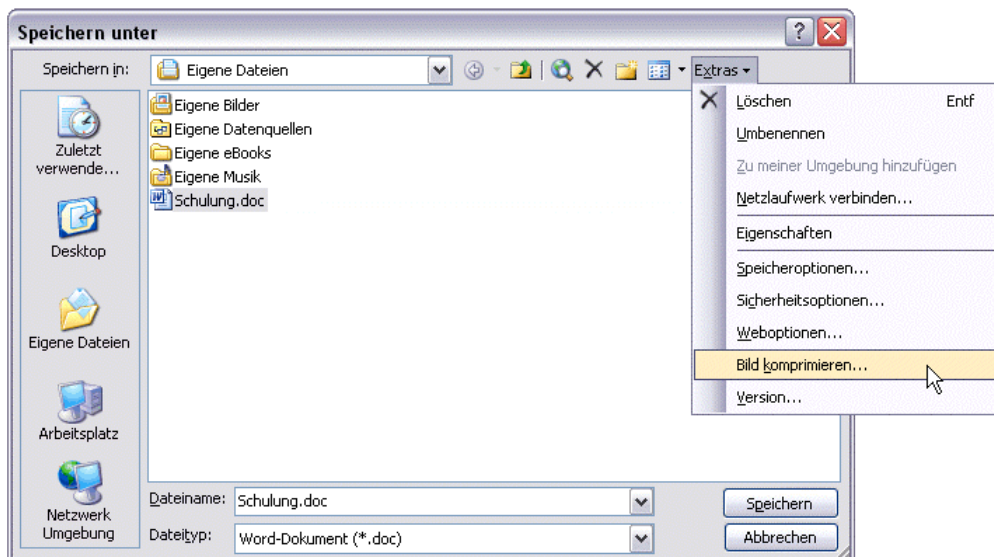 Speichern unter
Speichern in:
Eigene Dateien
Extras
Zuletzt
verwende...
Desktop
Eigene Dateien
Arbeitsplatz
Netzwerk
Umgebung
Eigene Bilder
Eigene Datenquellen
Eigene eBooks
Eigene Musik
Schulung.doc
Löschen Entf
Umbenennen
Zu meiner Umgebung hinzufügen
Netzlaufwerk verbinden...
Eigenschaften
Speicheroptionen...
Sicherheitsoptionen...
Weboptionen...
Bild komprimieren...
Version...
Dateiname: Schulung.doc
Speichern
Dateityp: Word-Dokument (*.doc)
Abbrechen